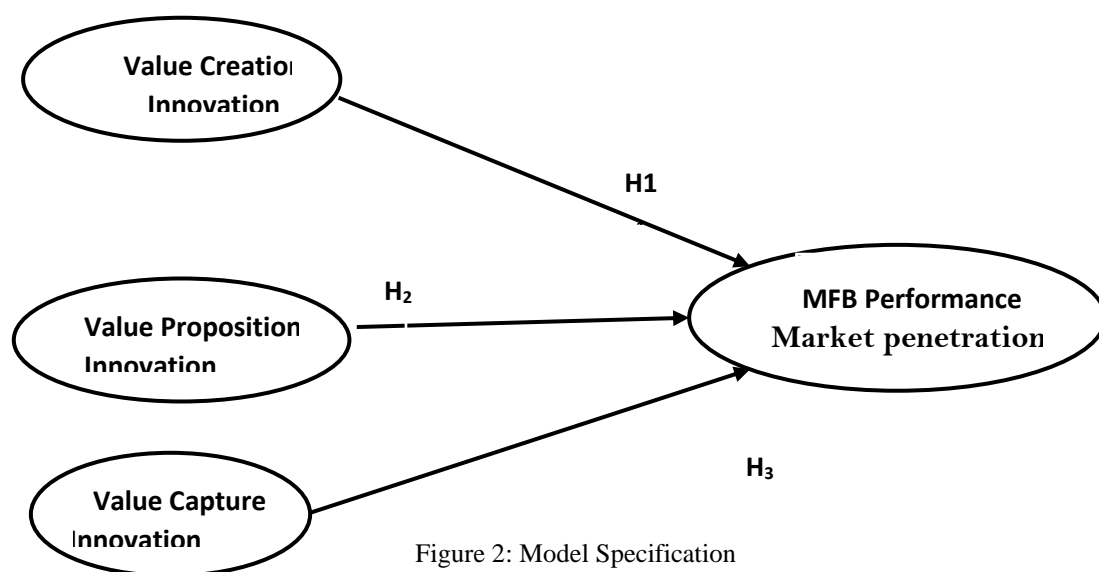 Value Creation
Innovation
H1
H₂
Value Proposition
Innovation
MFB Performance
Market penetration
Value Capture
Innovation
H₃
Figure 2: Model Specification